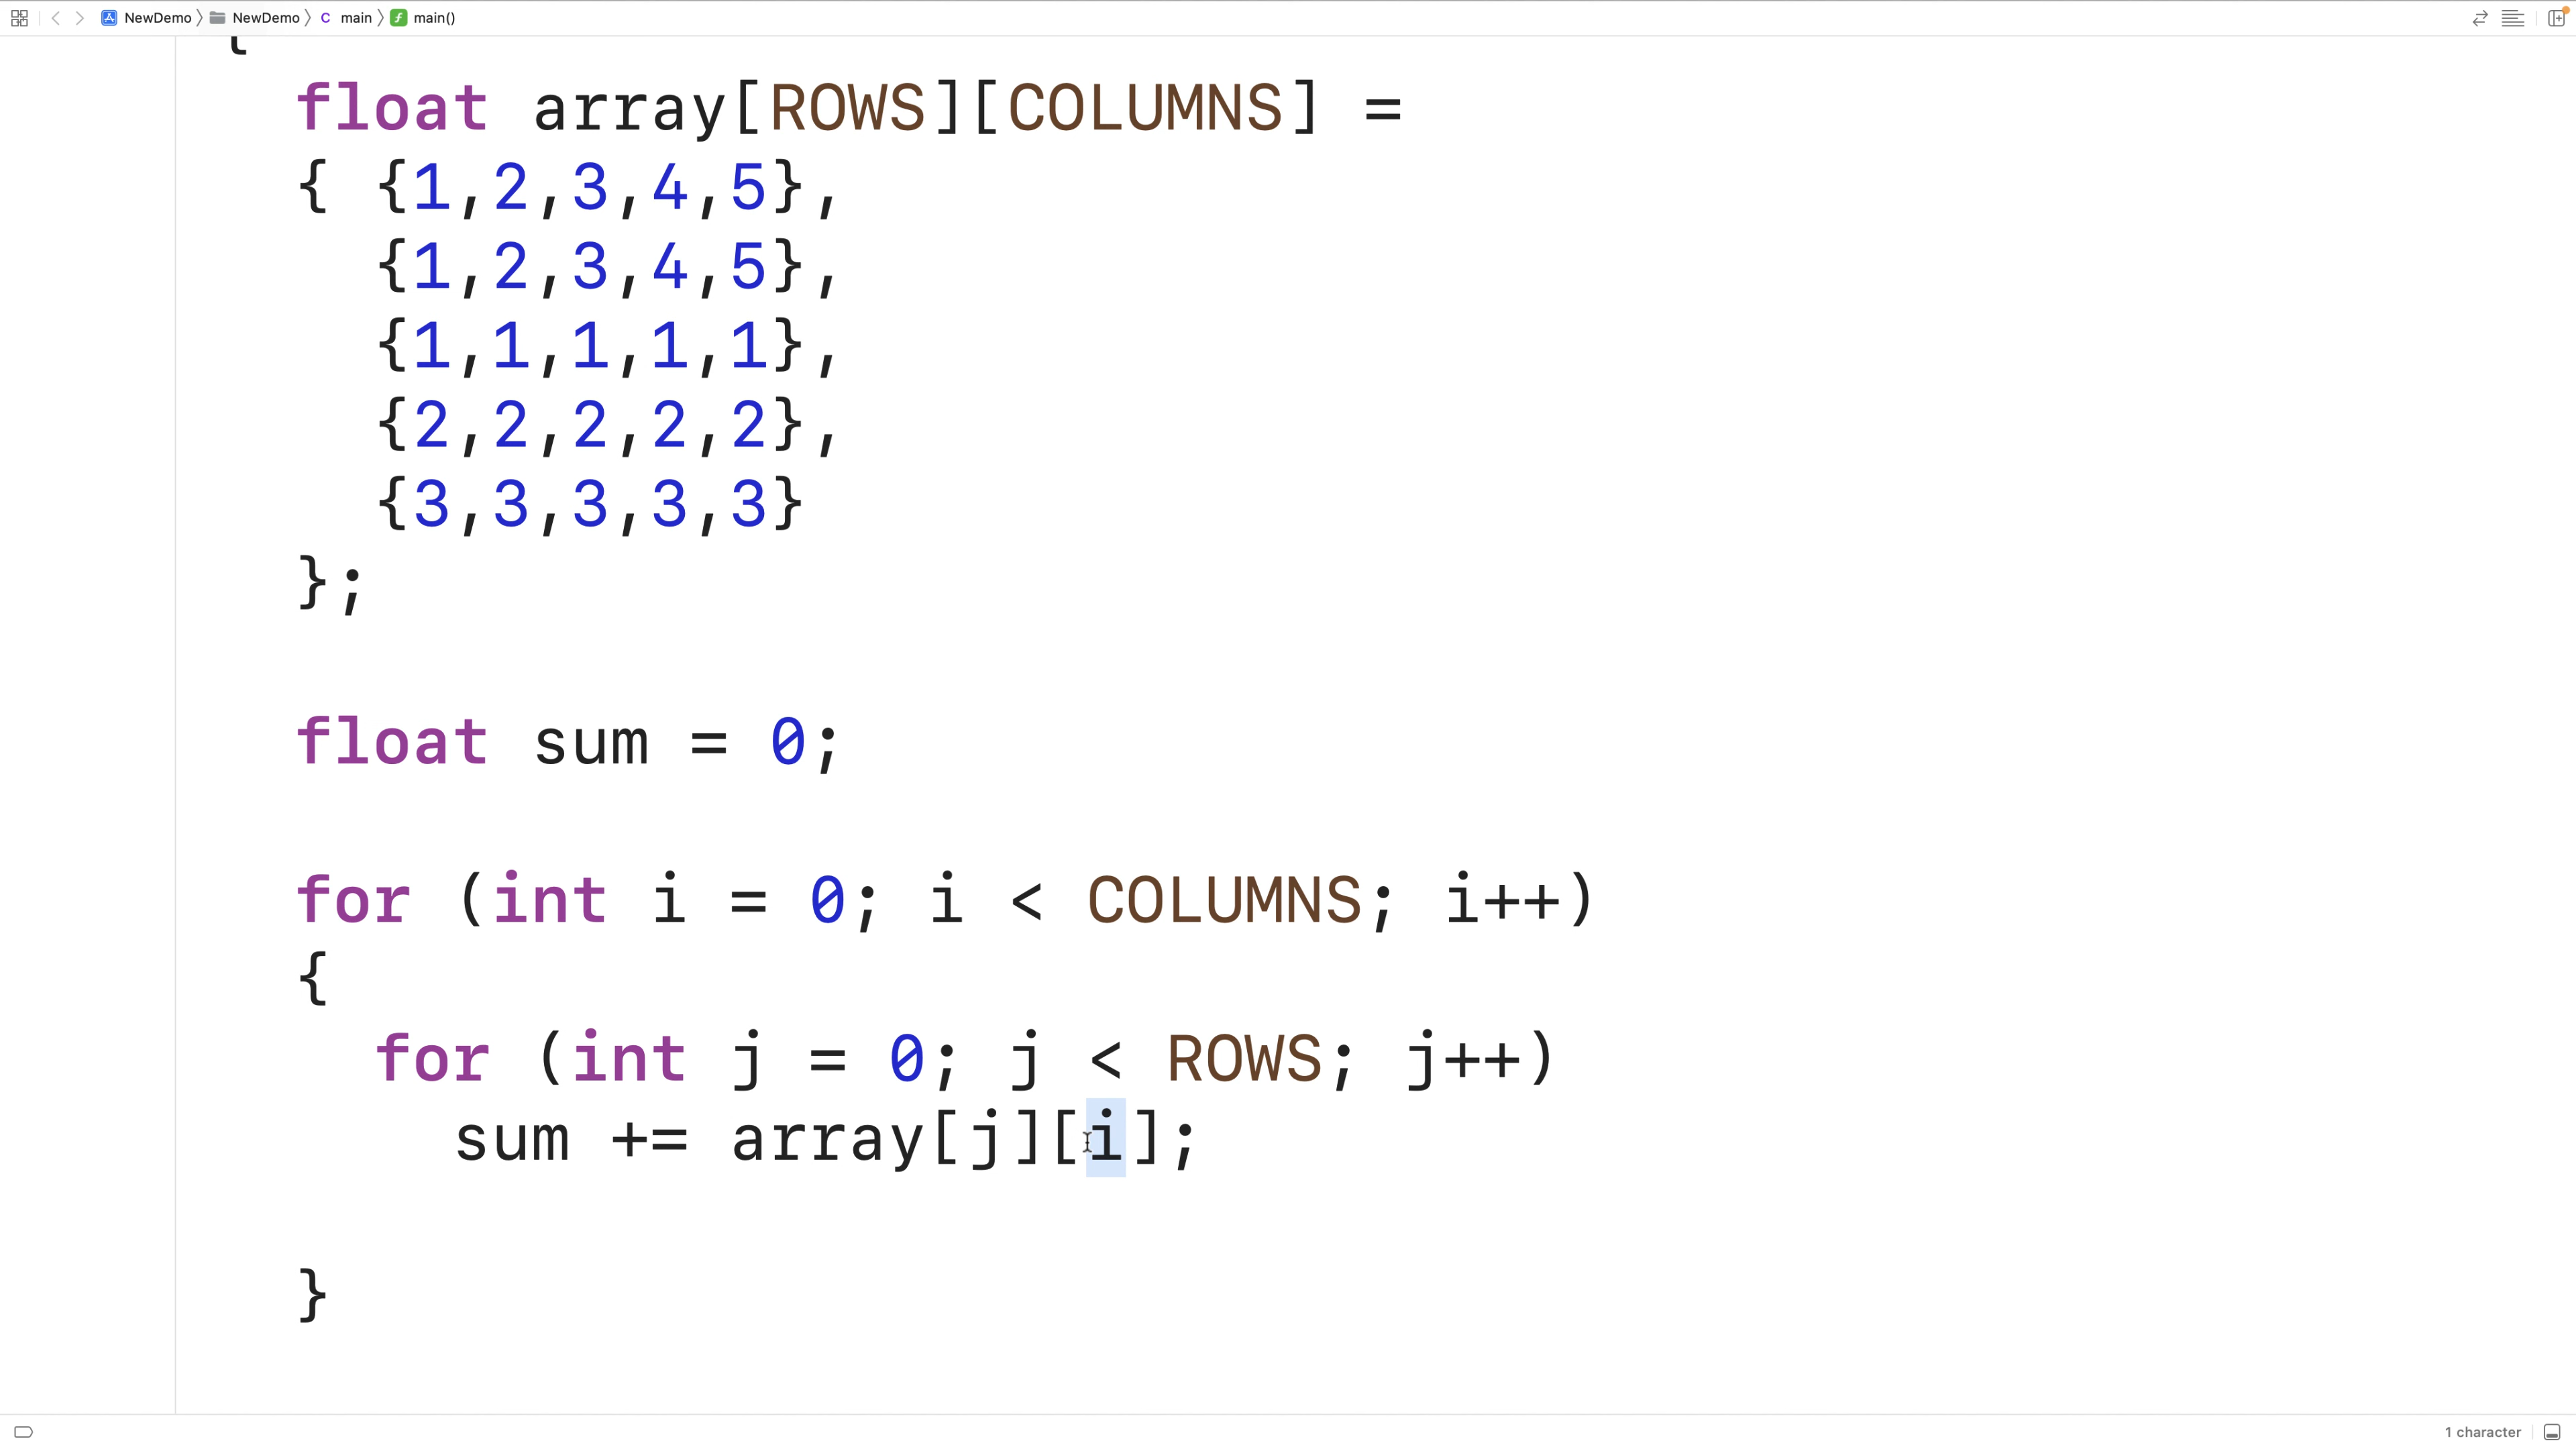 NewDemo > NewDemo > C main > f main()
{
float array[ROWS][COLUMNS] =
{ {1,2,3,4,5},
{1,2,3,4,5},
{1,1,1,1,1},
{2,2,2,2,2},
{3,3,3,3,3}
};
float sum = 0;
for (int i = 0; i < COLUMNS; i++)
{
for (int j = 0; j < ROWS; j++)
sum += array[j][i];
}
1 character